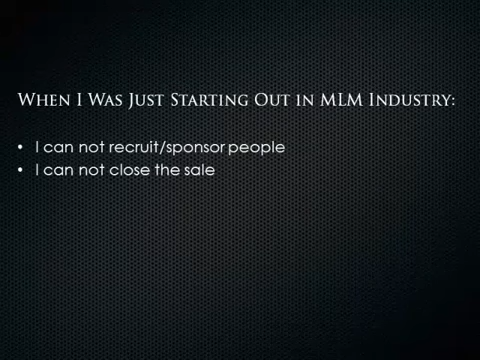 When I Was Just Starting Out in MLM Industry:
• I can not recruit/sponsor people
• I can not close the sale